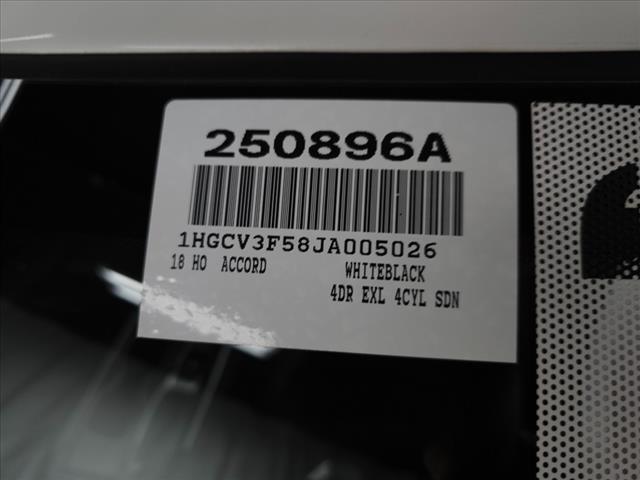 250896A
1HGCV3F58JA005026
18 HO ACCORD WHITEBLACK
4DR EXL 4CYL SDN